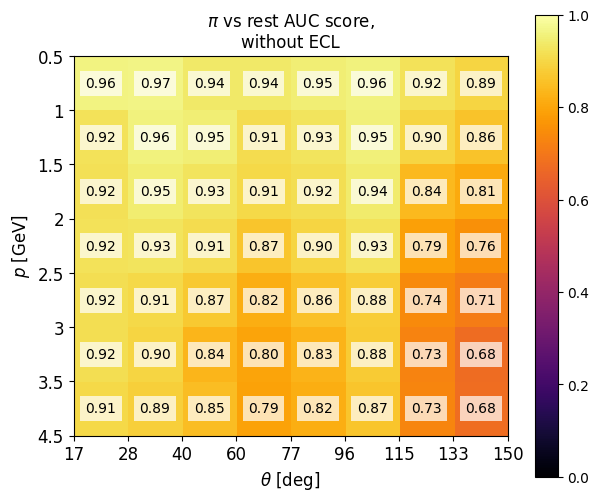 π vs rest AUC score,
without ECL
0.5
1
1.5
2
2.5
3
3.5
4.5
p [GeV]
0.96 0.97 0.94 0.94 0.95 0.96 0.92 0.89
0.92 0.96 0.95 0.91 0.93 0.95 0.90 0.86
0.92 0.95 0.93 0.91 0.92 0.94 0.84 0.81
0.92 0.93 0.91 0.87 0.90 0.93 0.79 0.76
0.92 0.91 0.87 0.82 0.86 0.88 0.74 0.71
0.92 0.90 0.84 0.80 0.83 0.88 0.73 0.68
0.91 0.89 0.85 0.79 0.82 0.87 0.73 0.68
17 28 40 60 77 96 115 133 150
θ [deg]
1.0
0.8
0.6
0.4
0.2
0.0